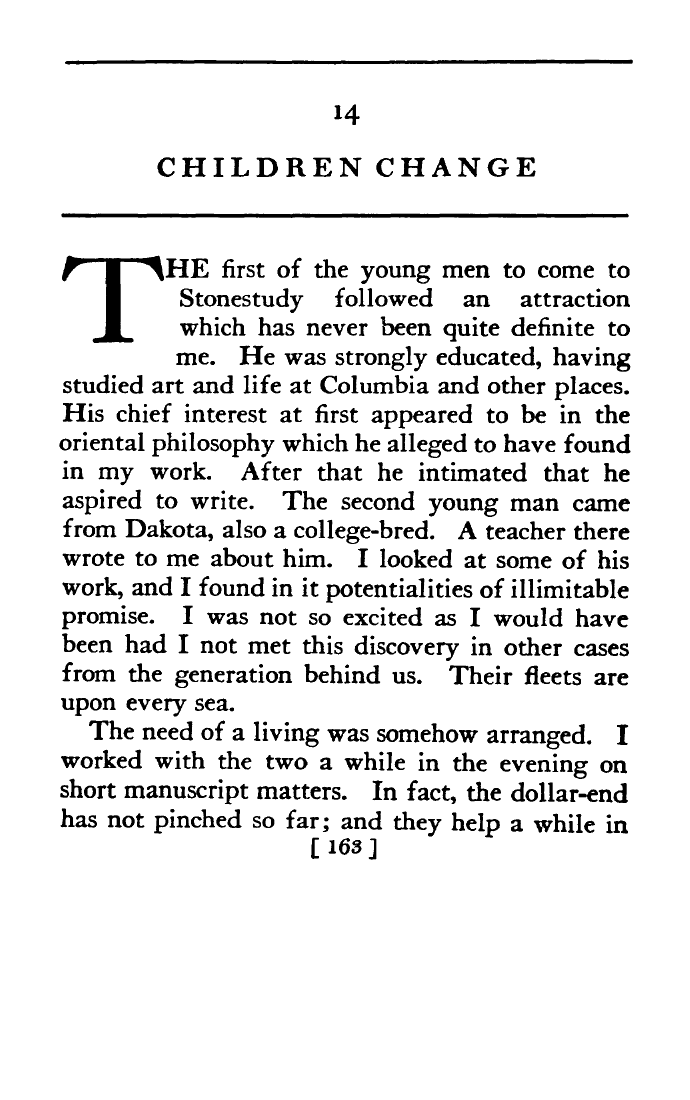 14
CHILDREN CHANGE
THE first of the young men to come to
Stonestudy followed an attraction
which has never been quite definite to
me. He was strongly educated, having
studied art and life at Columbia and other places.
His chief interest at first appeared to be in the
oriental philosophy which he alleged to have found
in my work. After that he intimated that he
aspired to write. The second young man came
from Dakota, also a college-bred. A teacher there
wrote to me about him. I looked at some of his
work, and I found in it potentialities of illimitable
promise. I was not so excited as I would have
been had I not met this discovery in other cases
from the generation behind us. Their fleets are
upon every sea.
The need of a living was somehow arranged. I
worked with the two a while in the evening on
short manuscript matters. In fact, the dollar-end
has not pinched so far; and they help a while in
[ 163 ]